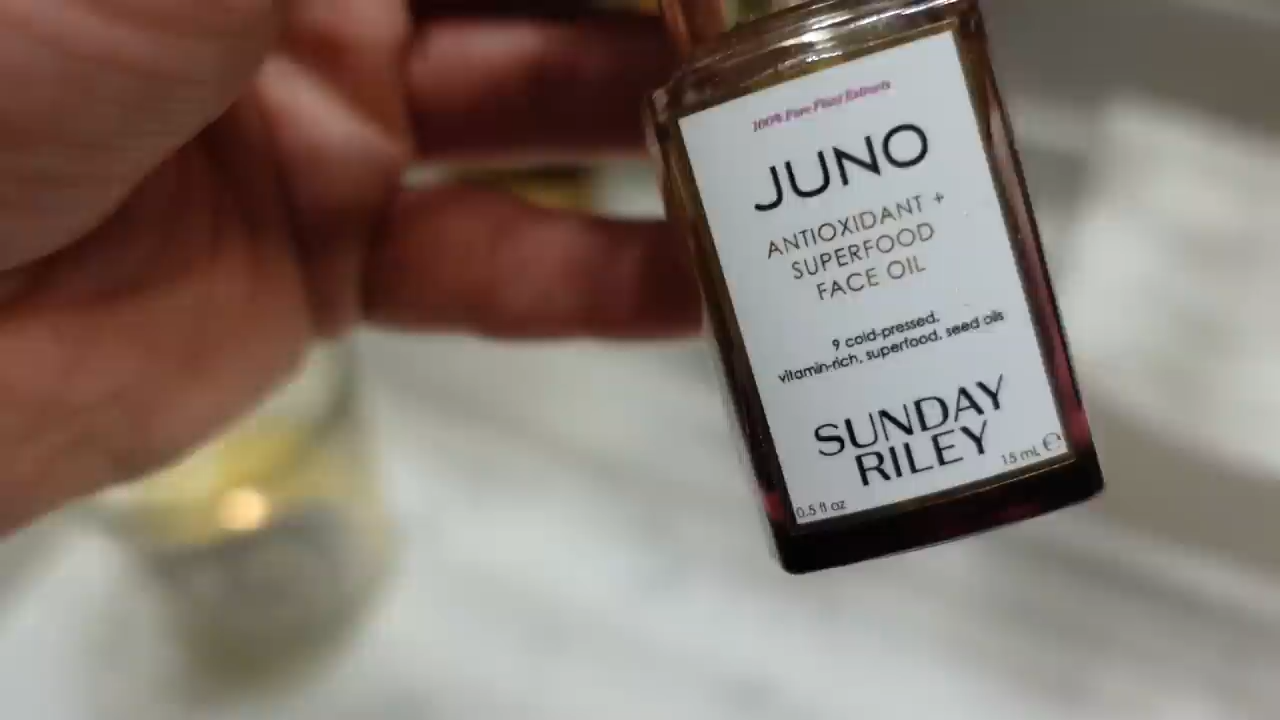 100% Pure Plant Extracts
JUNO
ANTIOXIDANT +
SUPERFOOD
FACE OIL
9 cold-pressed,
vitamin-rich, superfood, seed oils
SUNDAY
RILEY
0.5 fl oz 15 mL ℮